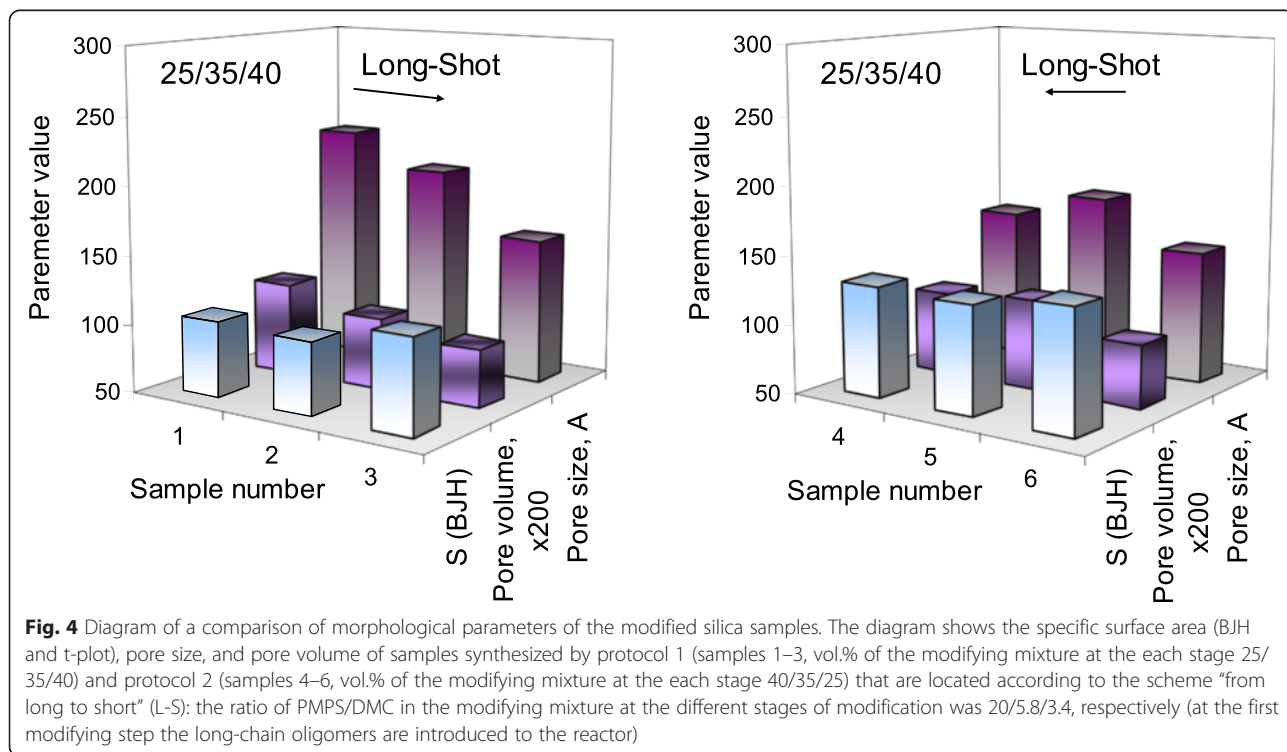 300
250
200
150
100
50
Paremeter value
25/35/40
Long-Shot
1
2
3
Sample number
S (BJH)
Pore volume,
x200
Pore size, A
300
250
200
150
100
50
Paremeter value
25/35/40
Long-Shot
4
5
6
Sample number
S (BJH)
Pore volume,
x200
Pore size, A
Fig. 4 Diagram of a comparison of morphological parameters of the modified silica samples. The diagram shows the specific surface area (BJH
and t-plot), pore size, and pore volume of samples synthesized by protocol 1 (samples 1–3, vol.% of the modifying mixture at the each stage 25/
35/40) and protocol 2 (samples 4–6, vol.% of the modifying mixture at the each stage 40/35/25) that are located according to the scheme “from
long to short” (L-S): the ratio of PMPS/DMC in the modifying mixture at the different stages of modification was 20/5.8/3.4, respectively (at the first
modifying step the long-chain oligomers are introduced to the reactor)